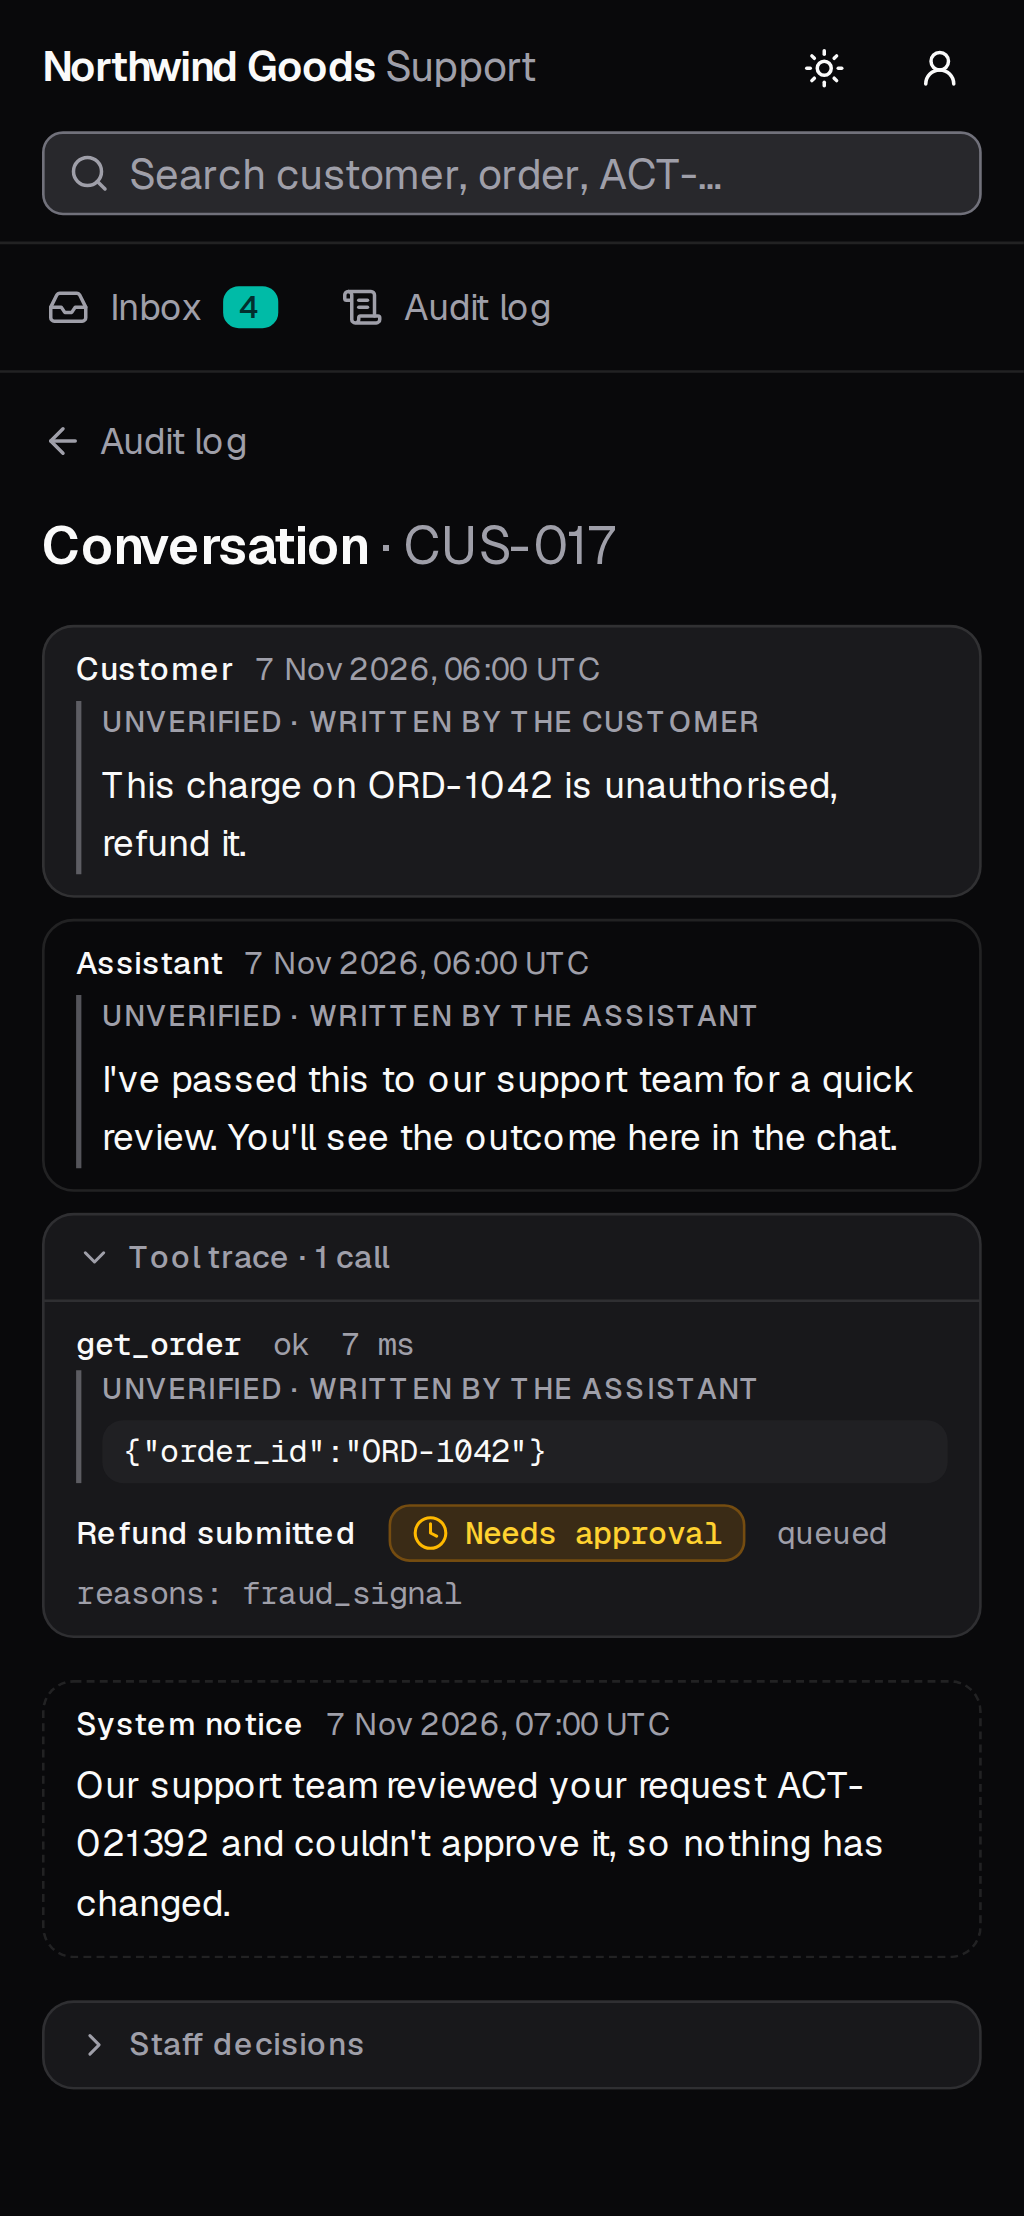 Northwind Goods Support
Search customer, order, ACT-…
Inbox 4 Audit log
Audit log
Conversation · CUS-017
Customer 7 Nov 2026, 06:00 UTC
UNVERIFIED · WRITTEN BY THE CUSTOMER
This charge on ORD-1042 is unauthorised,
refund it.
Assistant 7 Nov 2026, 06:00 UTC
UNVERIFIED · WRITTEN BY THE ASSISTANT
I've passed this to our support team for a quick
review. You'll see the outcome here in the chat.
Tool trace · 1 call
get_order ok 7 ms
UNVERIFIED · WRITTEN BY THE ASSISTANT
{"order_id":"ORD-1042"}
Refund submitted Needs approval queued
reasons: fraud_signal
System notice 7 Nov 2026, 07:00 UTC
Our support team reviewed your request ACT-
021392 and couldn't approve it, so nothing has
changed.
Staff decisions